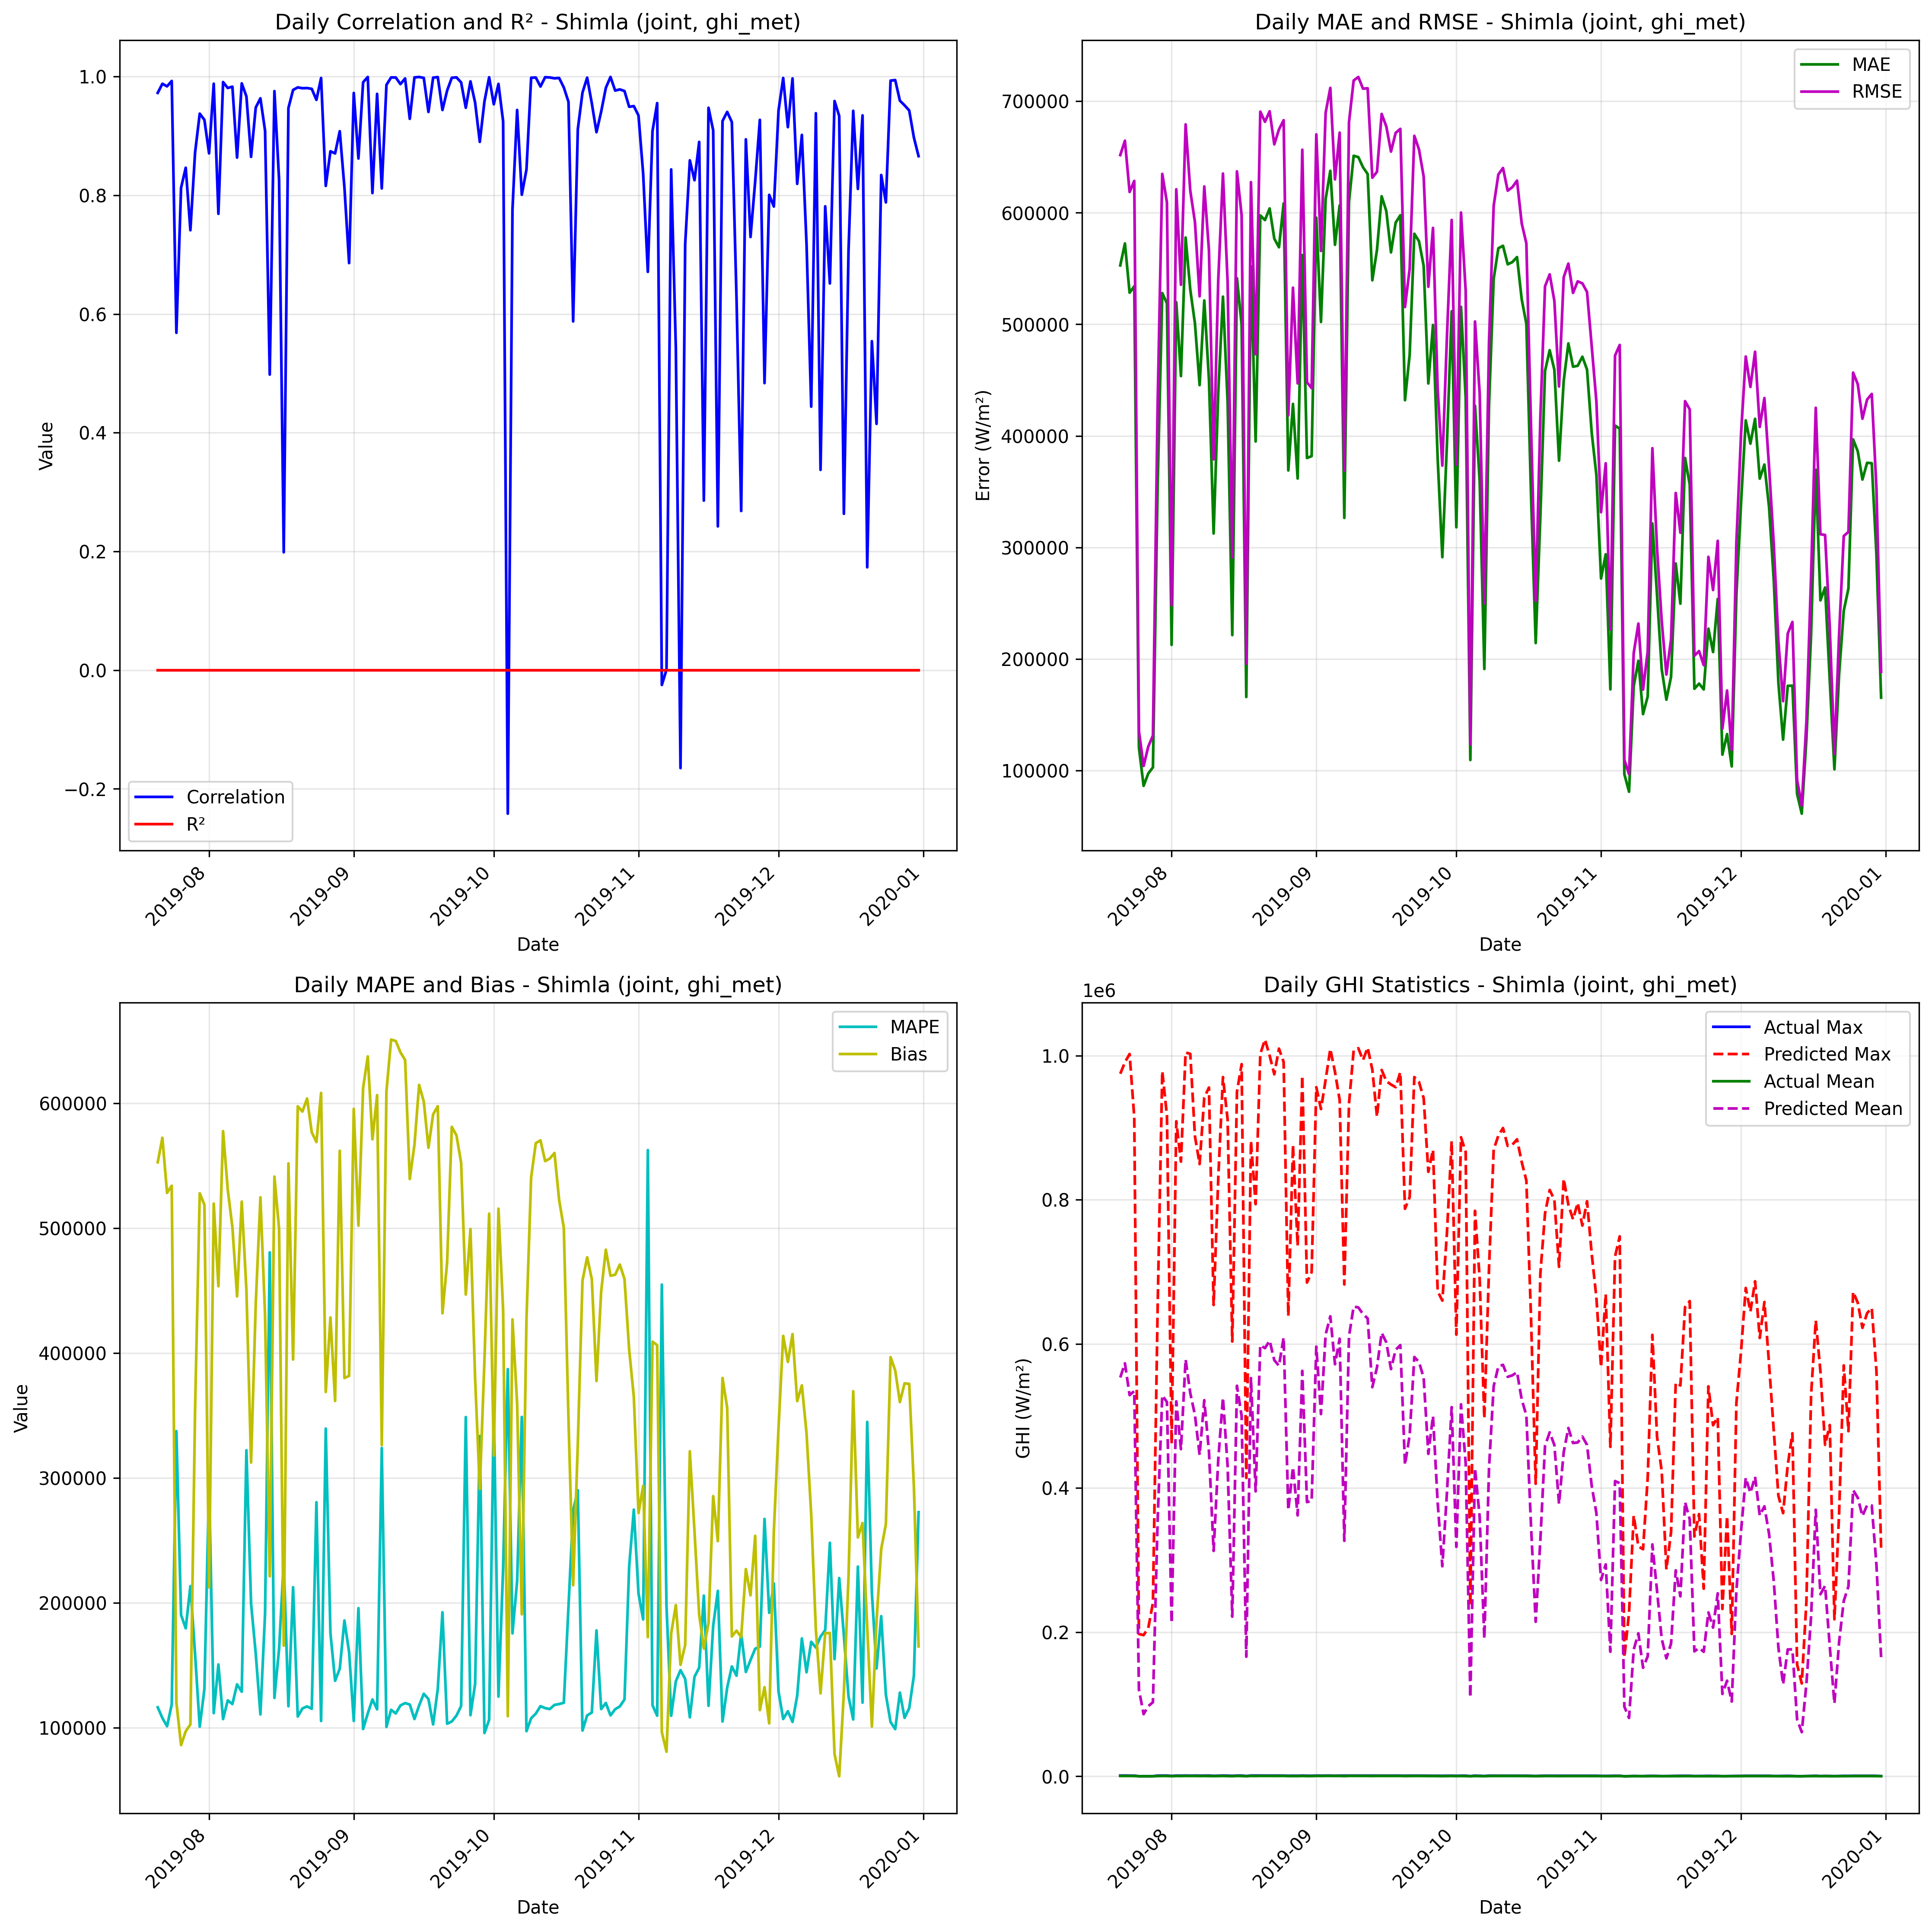 Daily Correlation and R² - Shimla (joint, ghi_met)
1.0
0.8
0.6
0.4
0.2
0.0
−0.2
Value
Correlation
R²
2019-08
2019-09
2019-10
2019-11
2019-12
2020-01
Date
Daily MAE and RMSE - Shimla (joint, ghi_met)
MAE
RMSE
700000
600000
500000
400000
300000
200000
100000
Error (W/m²)
2019-08
2019-09
2019-10
2019-11
2019-12
2020-01
Date
Daily MAPE and Bias - Shimla (joint, ghi_met)
MAPE
Bias
600000
500000
400000
300000
200000
100000
Value
2019-08
2019-09
2019-10
2019-11
2019-12
2020-01
Date
Daily GHI Statistics - Shimla (joint, ghi_met)
1e6
Actual Max
Predicted Max
Actual Mean
Predicted Mean
1.0
0.8
0.6
0.4
0.2
0.0
GHI (W/m²)
2019-08
2019-09
2019-10
2019-11
2019-12
2020-01
Date